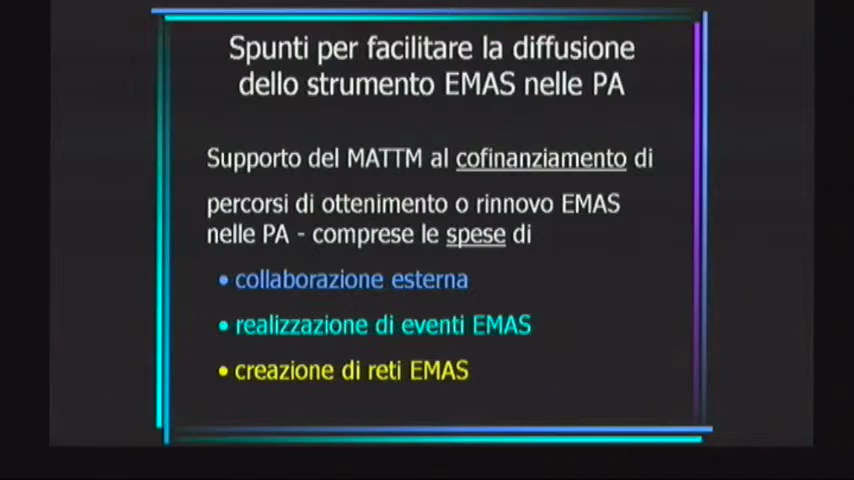 Spunti per facilitare la diffusione
dello strumento EMAS nelle PA
Supporto del MATTM al cofinanziamento di
percorsi di ottenimento o rinnovo EMAS
nelle PA - comprese le spese di
• collaborazione esterna
• realizzazione di eventi EMAS
• creazione di reti EMAS